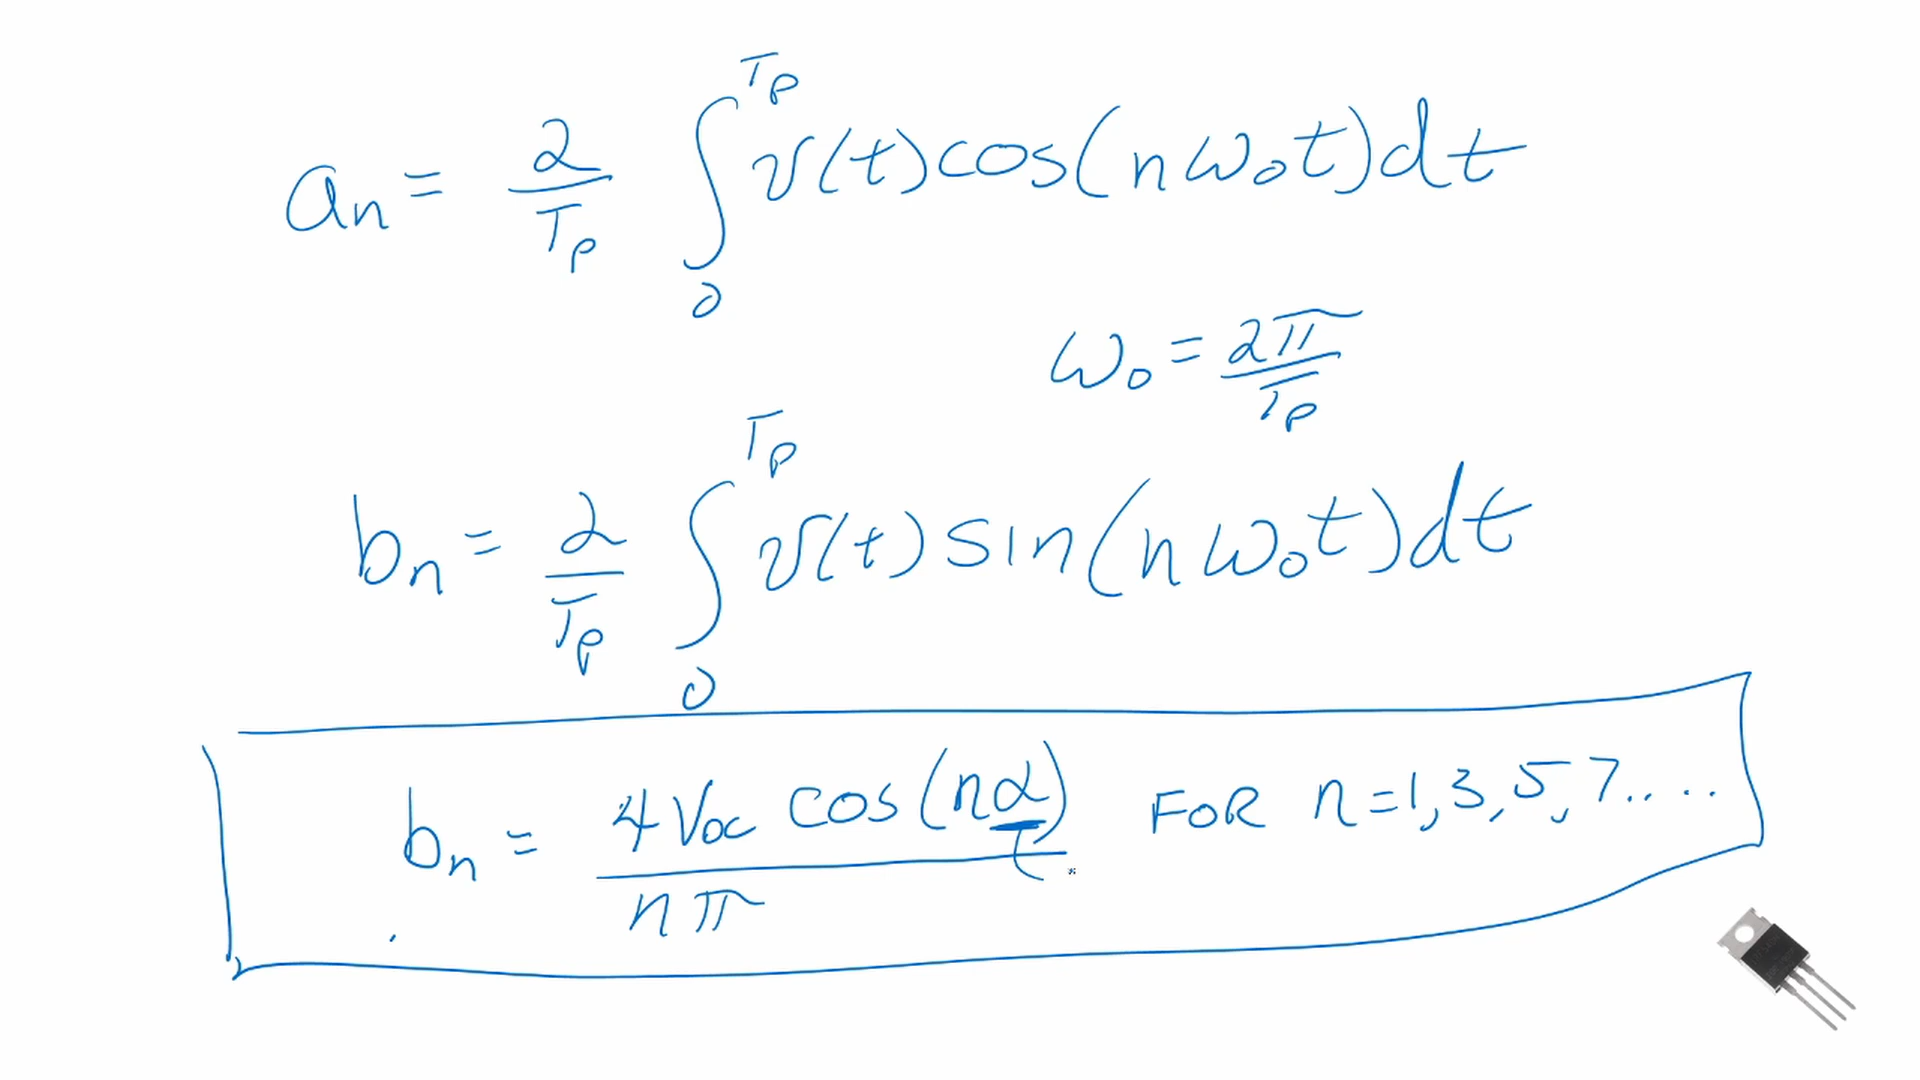 aₙ = 2/Tₚ ∫₀^Tₚ v(t)cos(nω₀t)dt
ω₀ = 2π/Tₚ
bₙ = 2/Tₚ ∫₀^Tₚ v(t)sin(nω₀t)dt
bₙ = 4V_DC cos(nα)/nπ FOR n=1,3,5,7.....